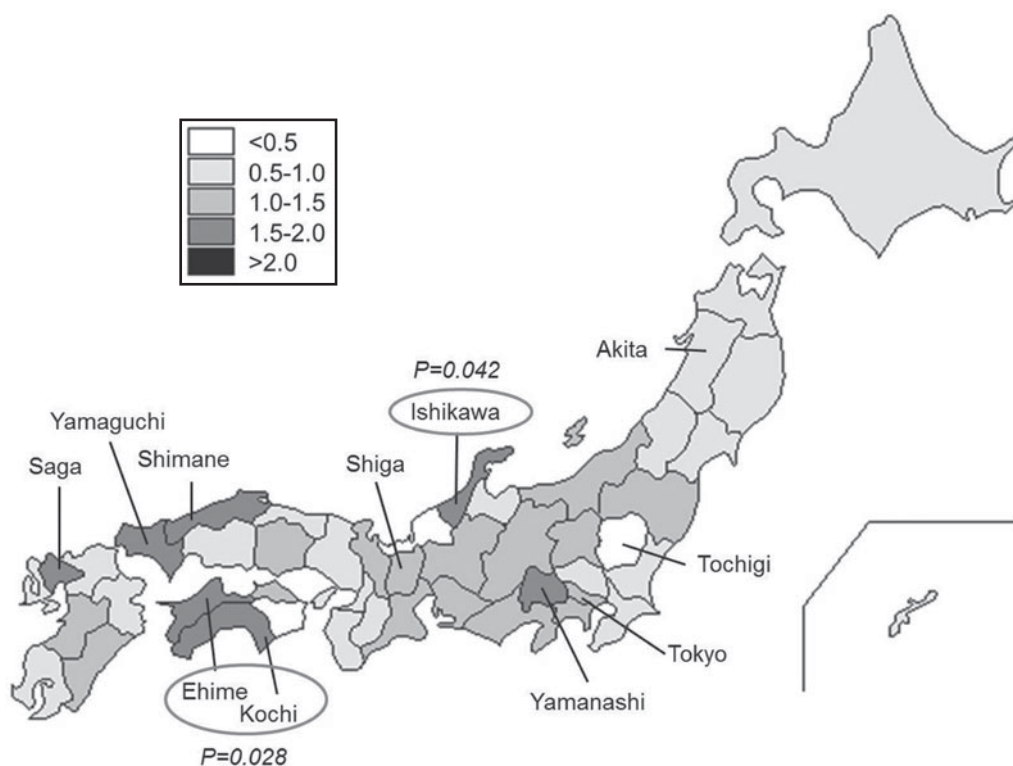 <0.5
0.5-1.0
1.0-1.5
1.5-2.0
>2.0
Akita
P=0.042
Ishikawa
Yamaguchi
Shimane
Saga
Shiga
Tochigi
Tokyo
Yamanashi
Ehime
Kochi
P=0.028